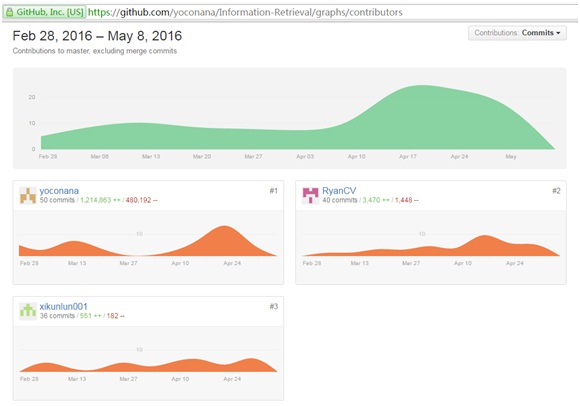 GitHub, Inc. [US] https://github.com/yoconana/Information-Retrieval/graphs/contributors
Feb 28, 2016 – May 8, 2016
Contributions: Commits
Contributions to master, excluding merge commits
20
10
0
Feb 28 Mar 06 Mar 13 Mar 20 Mar 27 Apr 03 Apr 10 Apr 17 Apr 24 May
yoconana #1
50 commits / 1,214,863 ++ / 480,192 --
10
Feb 28 Mar 13 Mar 27 Apr 10 Apr 24
RyanCV #2
40 commits / 3,470 ++ / 1,446 --
10
Feb 28 Mar 13 Mar 27 Apr 10 Apr 24
xikunlun001 #3
36 commits / 551 ++ / 182 --
10
Feb 28 Mar 13 Mar 27 Apr 10 Apr 24